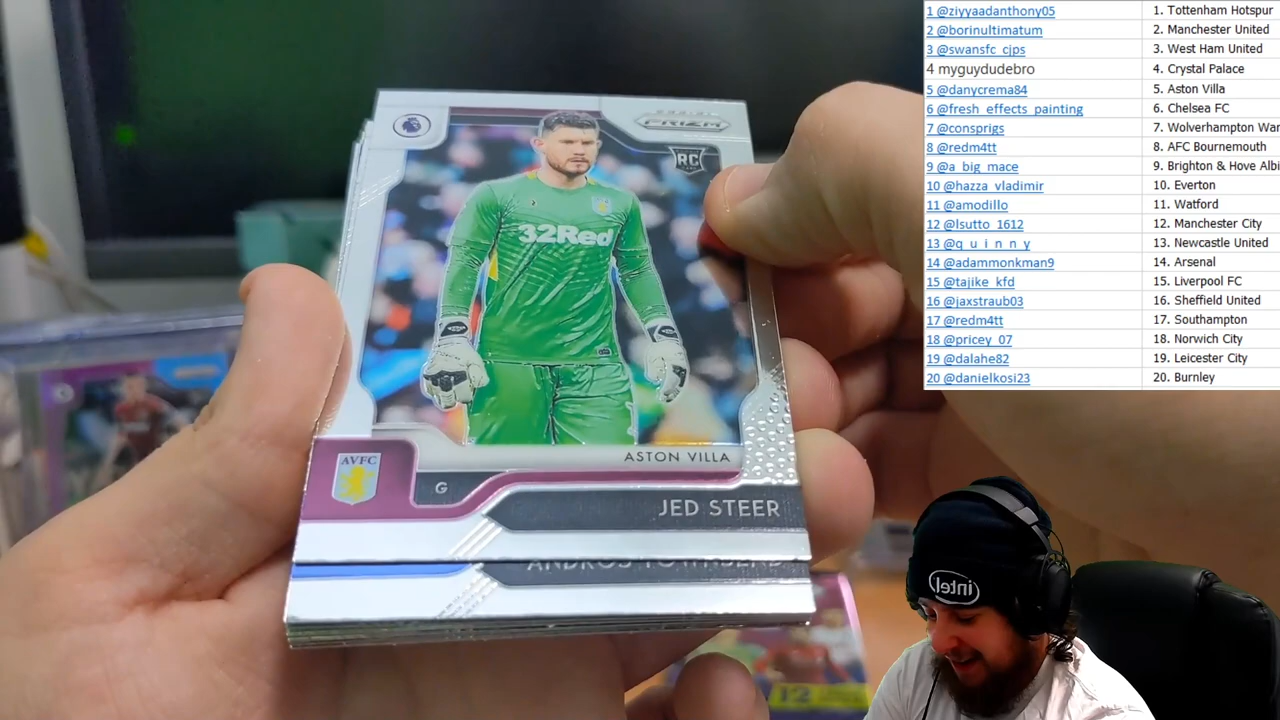 1 @ziyyaadanthony05 1. Tottenham Hotspur
2 @borinultimatum 2. Manchester United
3 @swansfc_cjps 3. West Ham United
4 myguydudebro 4. Crystal Palace
5 @danycrema84 5. Aston Villa
6 @fresh_effects_painting 6. Chelsea FC
7 @consprigs 7. Wolverhampton Wan
8 @redm4tt 8. AFC Bournemouth
9 @a_big_mace 9. Brighton & Hove Albi
10 @hazza_vladimir 10. Everton
11 @amodillo 11. Watford
12 @lsutto_1612 12. Manchester City
13 @q_u_i_n_n_y 13. Newcastle United
14 @adammonkman9 14. Arsenal
15 @tajike_kfd 15. Liverpool FC
16 @jaxstraub03 16. Sheffield United
17 @redm4tt 17. Southampton
18 @pricey_07 18. Norwich City
19 @dalahe82 19. Leicester City
20 @danielkosi23 20. Burnley
PRIZM
RC
32Red
ASTON VILLA
AVFC
G
JED STEER
ANDROS TOWNSEND
intel
12